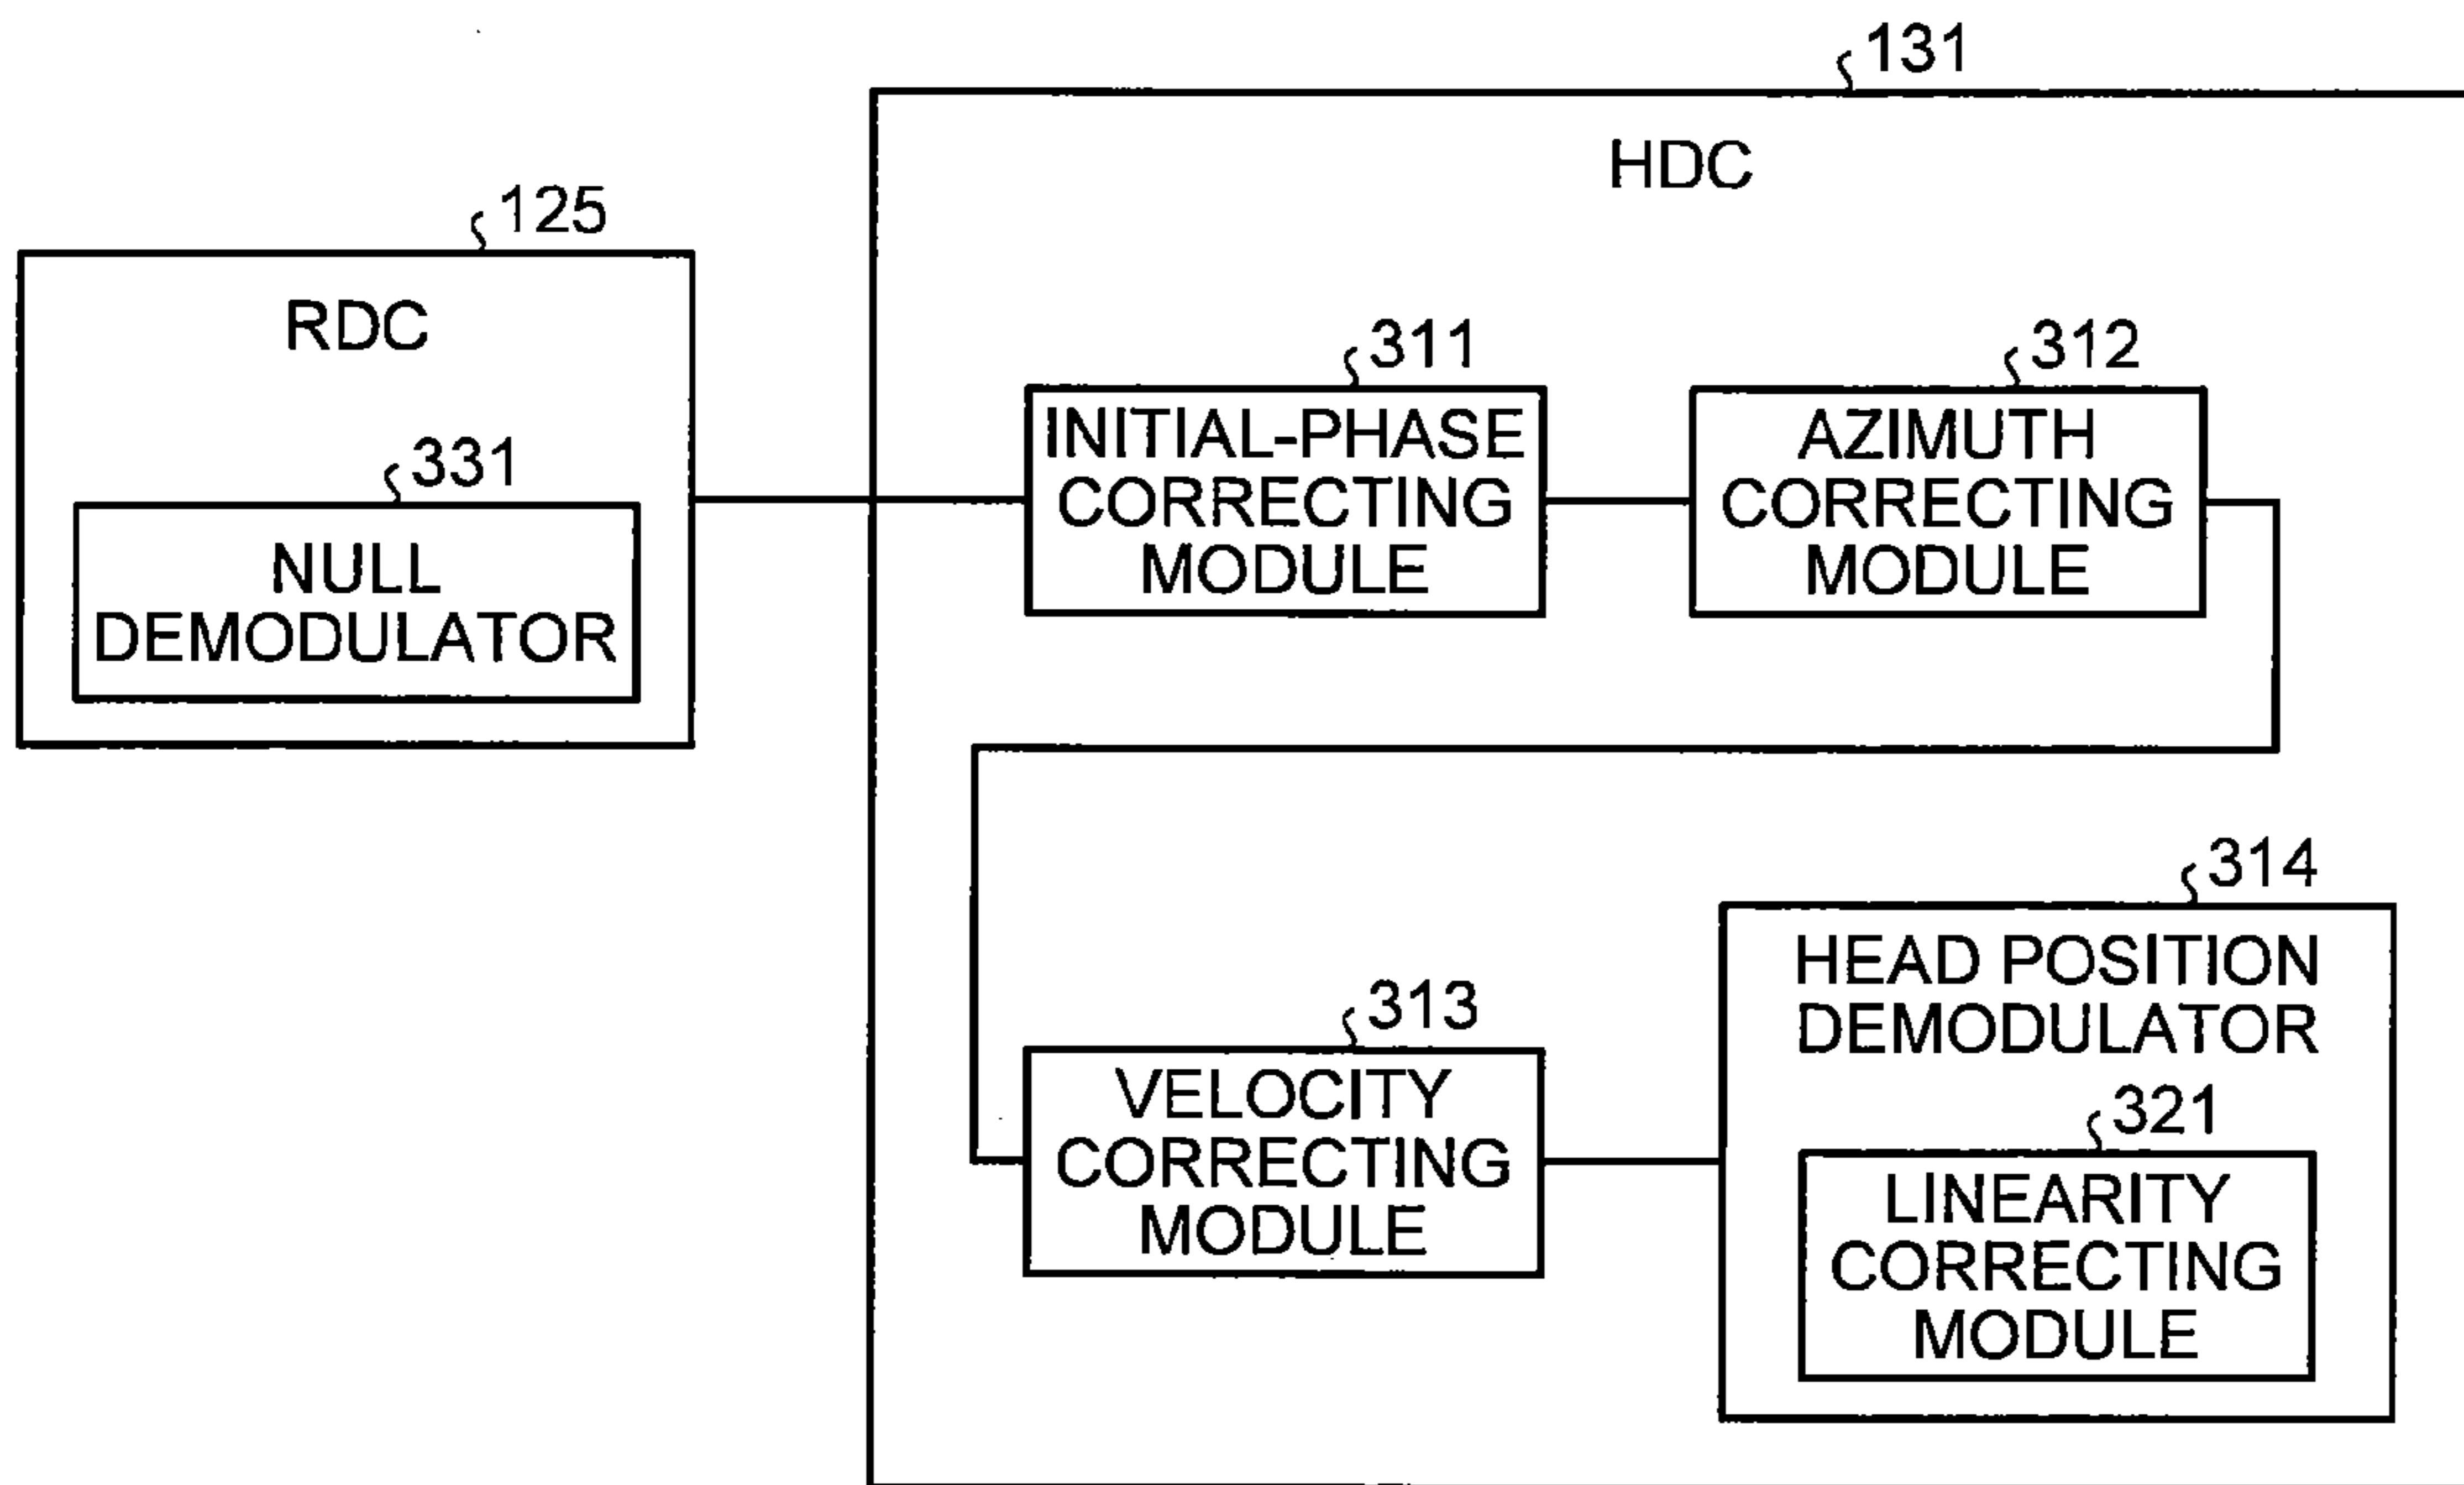 131
HDC
125
RDC
331
NULL
DEMODULATOR
311
INITIAL-PHASE
CORRECTING
MODULE
312
AZIMUTH
CORRECTING
MODULE
313
VELOCITY
CORRECTING
MODULE
314
HEAD POSITION
DEMODULATOR
321
LINEARITY
CORRECTING
MODULE